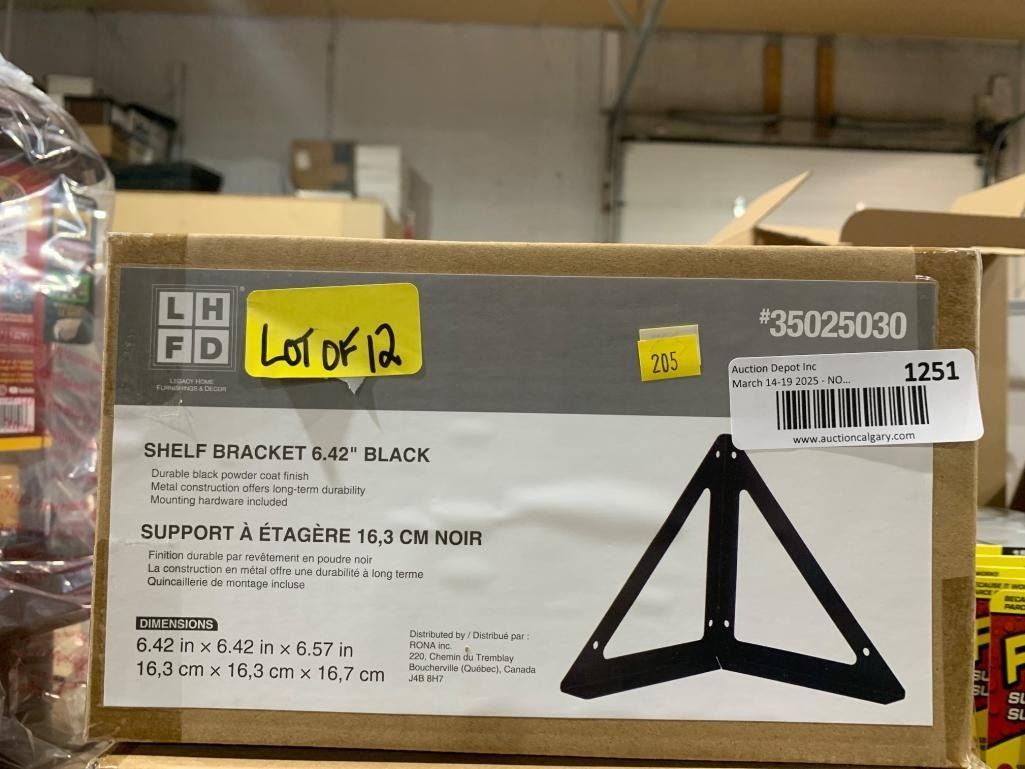 LH
FD
LEGACY HOME
FURNISHINGS & DECOR
LOT OF 12
205
#35025030
Auction Depot Inc
March 14-19 2025 - NO...
1251
www.auctioncalgary.com
SHELF BRACKET 6.42" BLACK
Durable black powder coat finish
Metal construction offers long-term durability
Mounting hardware included
SUPPORT À ÉTAGÈRE 16,3 CM NOIR
Finition durable par revêtement en poudre noir
La construction en métal offre une durabilité à long terme
Quincaillerie de montage incluse
DIMENSIONS
6.42 in × 6.42 in × 6.57 in
16,3 cm × 16,3 cm × 16,7 cm
Distributed by / Distribué par :
RONA inc.
220, Chemin du Tremblay
Boucherville (Québec), Canada
J4B 8H7